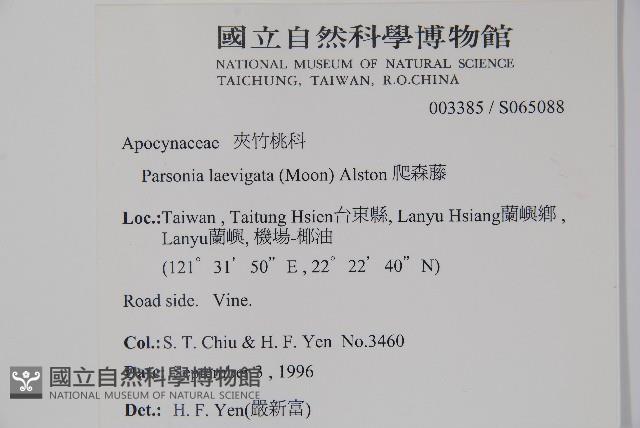 國立自然科學博物館
NATIONAL MUSEUM OF NATURAL SCIENCE
TAICHUNG, TAIWAN, R.O.CHINA
003385 / S065088
Apocynaceae 夾竹桃科
Parsonia laevigata (Moon) Alston 爬森藤
Loc.:Taiwan , Taitung Hsien台東縣, Lanyu Hsiang蘭嶼鄉 ,
Lanyu蘭嶼, 機場-椰油
(121° 31′ 50” E , 22° 22′ 40” N)
Road side. Vine.
Col.: S. T. Chiu & H. F. Yen No.3460
Date: September 3 , 1996
國立自然科學博物館
NATIONAL MUSEUM OF NATURAL SCIENCE
Det.: H. F. Yen(嚴新富)